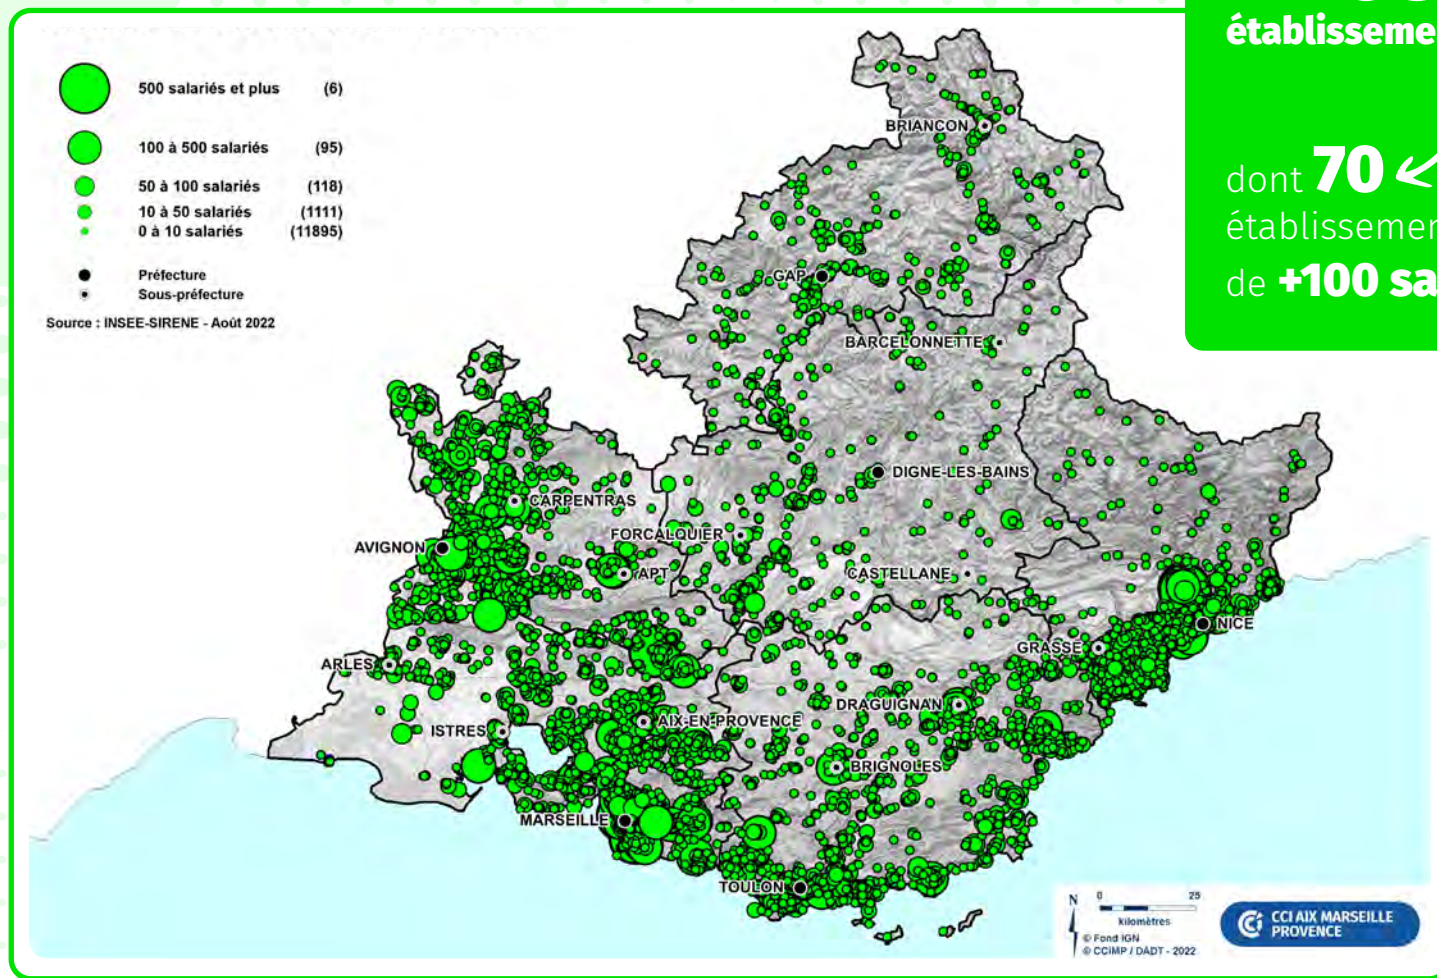 établisseme
dont 70
établissemen
de +100 sa
500 salariés et plus (6)
100 à 500 salariés (95)
50 à 100 salariés (118)
10 à 50 salariés (1111)
0 à 10 salariés (11895)
Préfecture
Sous-préfecture
Source : INSEE-SIRENE - Août 2022
BRIANCON
GAP
BARCELONNETTE
DIGNE-LES-BAINS
CARPENTRAS
FORCALQUIER
AVIGNON
APT
CASTELLANE
NICE
GRASSE
ARLES
DRAGUIGNAN
AIX-EN-PROVENCE
ISTRES
BRIGNOLES
MARSEILLE
TOULON
N
0 25
kilomètres
© Fond IGN
© CCIMP / DADT - 2022
CCI AIX MARSEILLE
PROVENCE